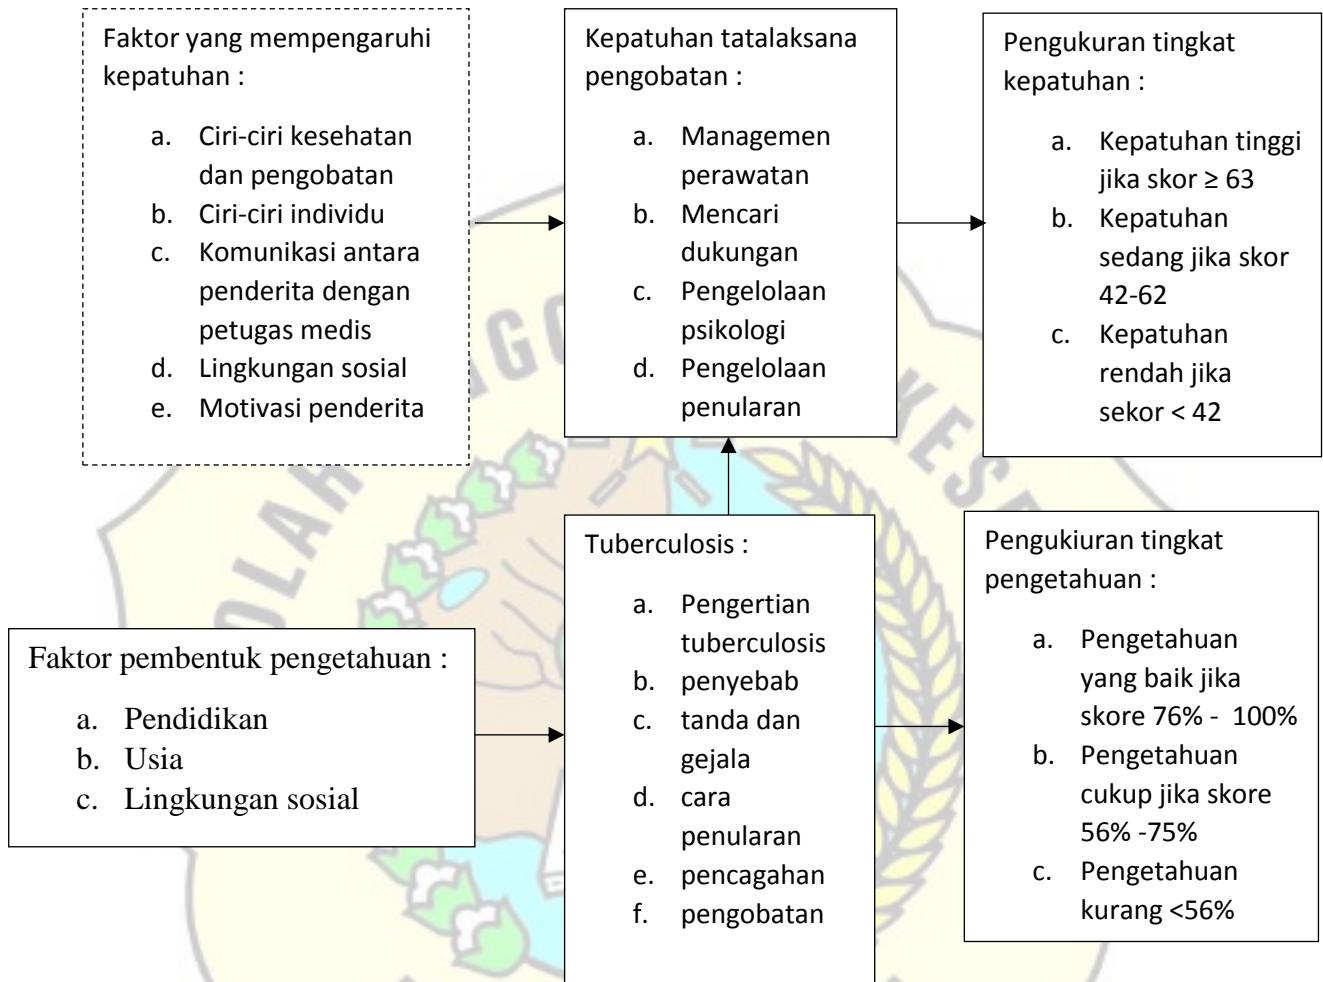 Faktor yang mempengaruhi
kepatuhan :
a. Ciri-ciri kesehatan
dan pengobatan
b. Ciri-ciri individu
c. Komunikasi antara
penderita dengan
petugas medis
d. Lingkungan sosial
e. Motivasi penderita
Kepatuhan tatalaksana
pengobatan :
a. Managemen
perawatan
b. Mencari
dukungan
c. Pengelolaan
psikologi
d. Pengelolaan
penularan
Pengukuran tingkat
kepatuhan :
a. Kepatuhan tinggi
jika skor ≥ 63
b. Kepatuhan
sedang jika skor
42-62
c. Kepatuhan
rendah jika
sekor < 42
Faktor pembentuk pengetahuan :
a. Pendidikan
b. Usia
c. Lingkungan sosial
Tuberculosis :
a. Pengertian
tuberculosis
b. penyebab
c. tanda dan
gejala
d. cara
penularan
e. pencagahan
f. pengobatan
Pengukiuran tingkat
pengetahuan :
a. Pengetahuan
yang baik jika
skore 76% - 100%
b. Pengetahuan
cukup jika skore
56% -75%
c. Pengetahuan
kurang <56%